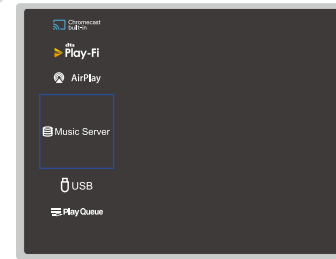 Chromecast
built-in
dts
Play-Fi
AirPlay
Music Server
USB
Play Queue